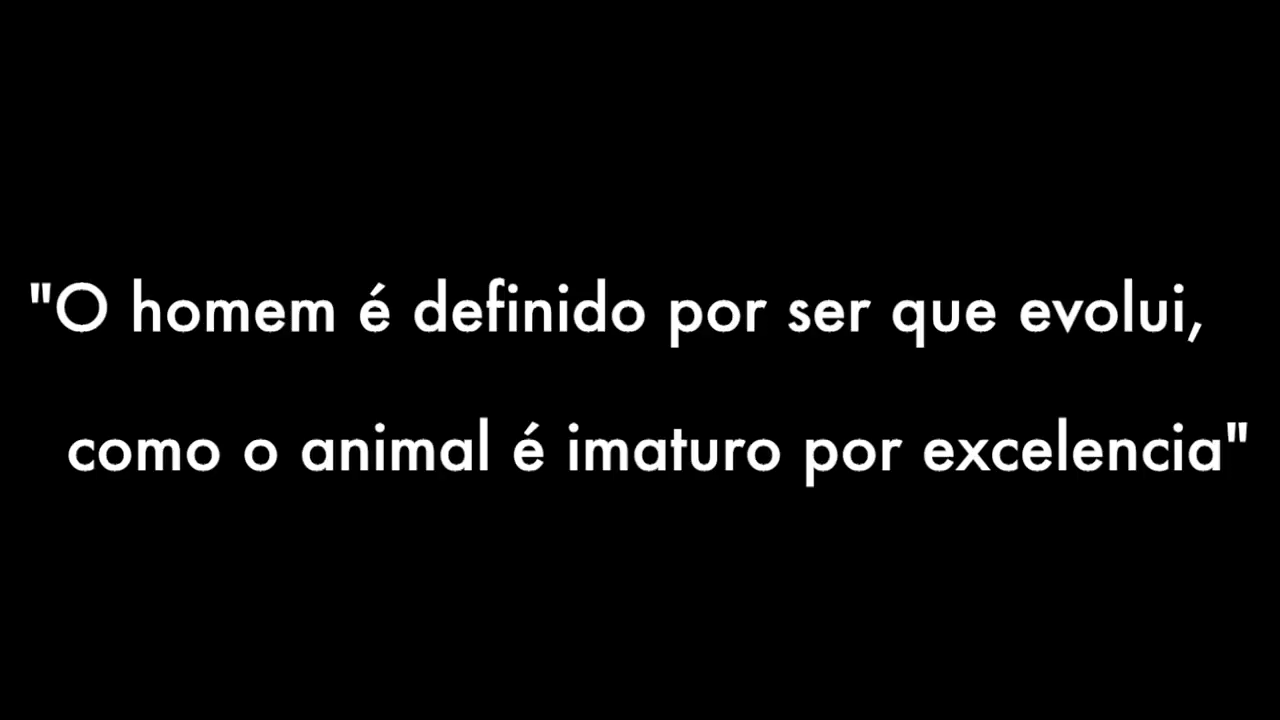 "O homem é definido por ser que evolui,
como o animal é imaturo por excelencia"